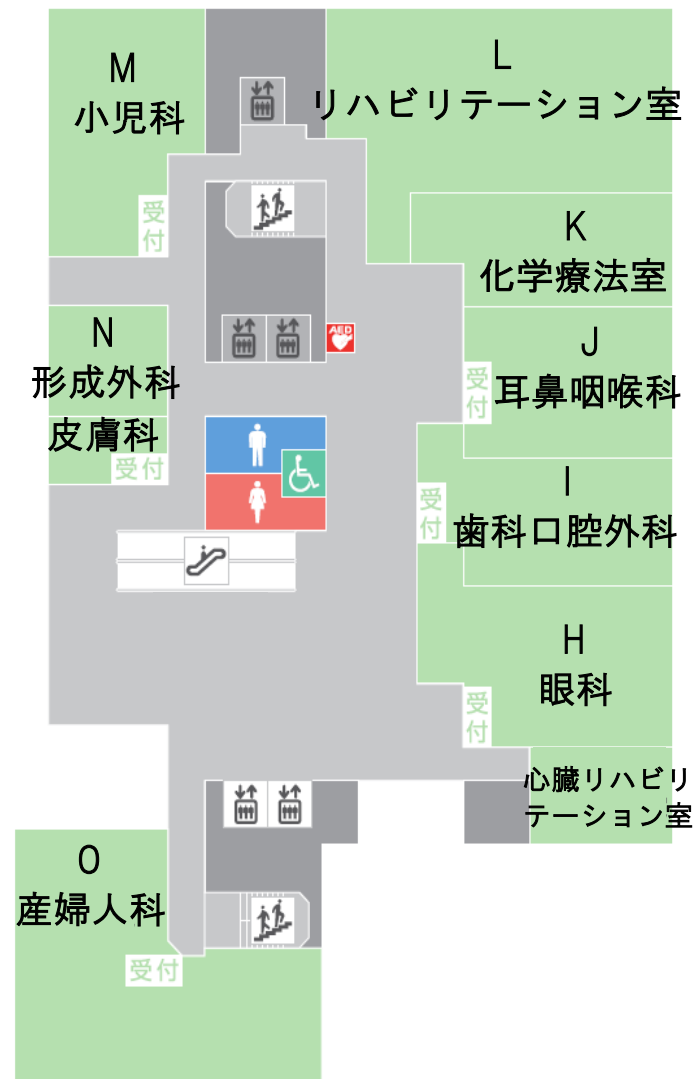 M
小児科
受付
L
リハビリテーション室
K
化学療法室
AED
N
形成外科
皮膚科
受付
J
耳鼻咽喉科
受付
I
歯科口腔外科
受付
H
眼科
受付
心臓リハビリ
テーション室
O
産婦人科
受付